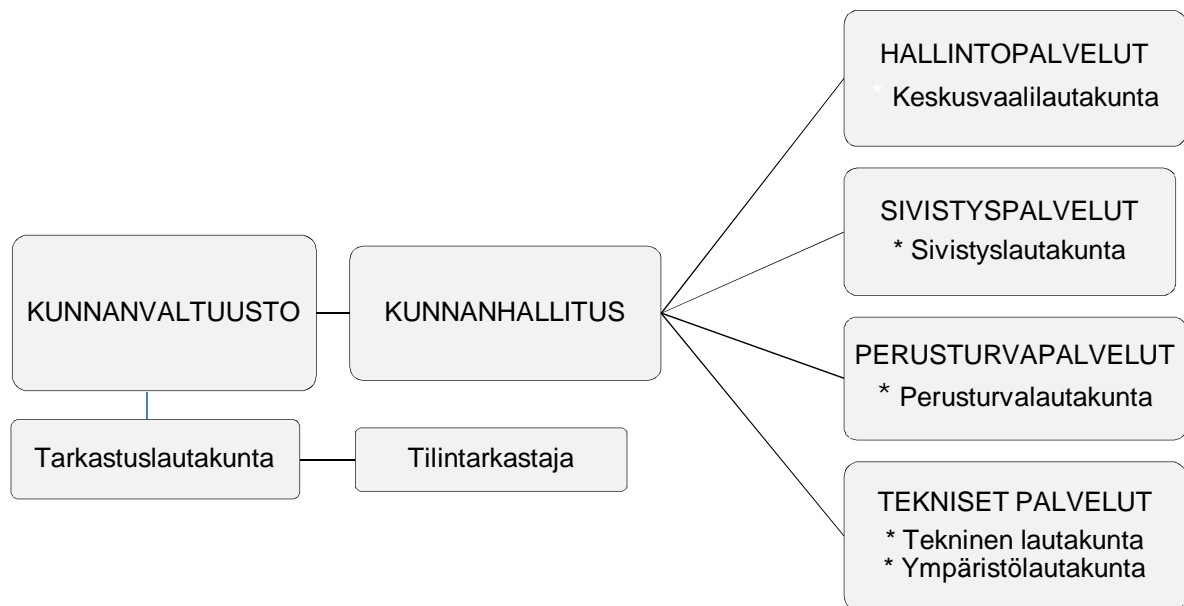 HALLINTOPALVELUT
* Keskusvaalilautakunta
SIVISTYSPALVELUT
* Sivistyslautakunta
KUNNANVALTUUSTO
KUNNANHALLITUS
PERUSTURVAPALVELUT
* Perusturvalautakunta
Tarkastuslautakunta
Tilintarkastaja
TEKNISET PALVELUT
* Tekninen lautakunta
* Ympäristölautakunta